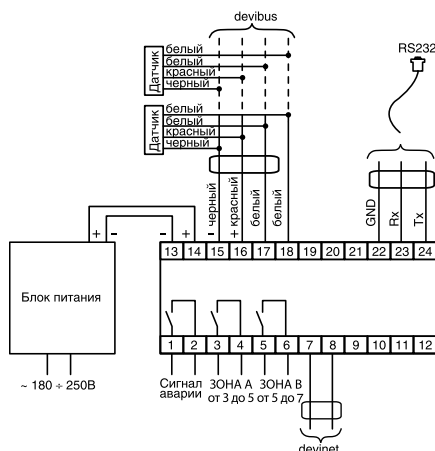 devibus
RS232
Датчик
белый
белый
красный
черный
Датчик
белый
белый
красный
черный
- черный
+ красный
белый
белый
GND
Rx
Tx
+ -
- +
13 14 15 16 17 18 19 20 21 22 23 24
Блок питания
1 2 3 4 5 6 7 8 9 10 11 12
~ 180 ÷ 250В
Сигнал аварии
ЗОНА А от 3 до 5
ЗОНА В от 5 до 7
devinet